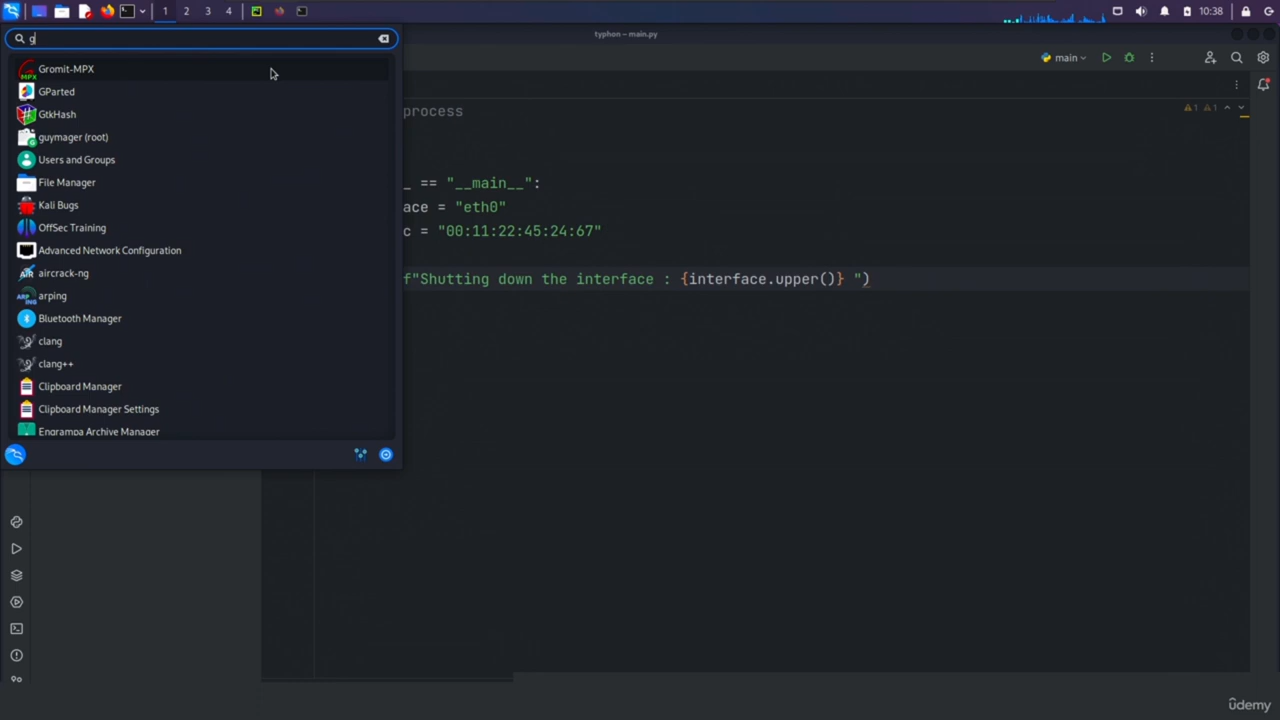 1 2 3 4
10:38
g
typhon – main.py
main
Gromit-MPX
GParted
GtkHash
guymager (root)
Users and Groups
File Manager
Kali Bugs
OffSec Training
Advanced Network Configuration
aircrack-ng
arping
Bluetooth Manager
clang
clang++
Clipboard Manager
Clipboard Manager Settings
Engrampa Archive Manager
process
1 1
_ == "__main__":
ace = "eth0"
c = "00:11:22:45:24:67"
f"Shutting down the interface : {interface.upper()} ")
ûdemy